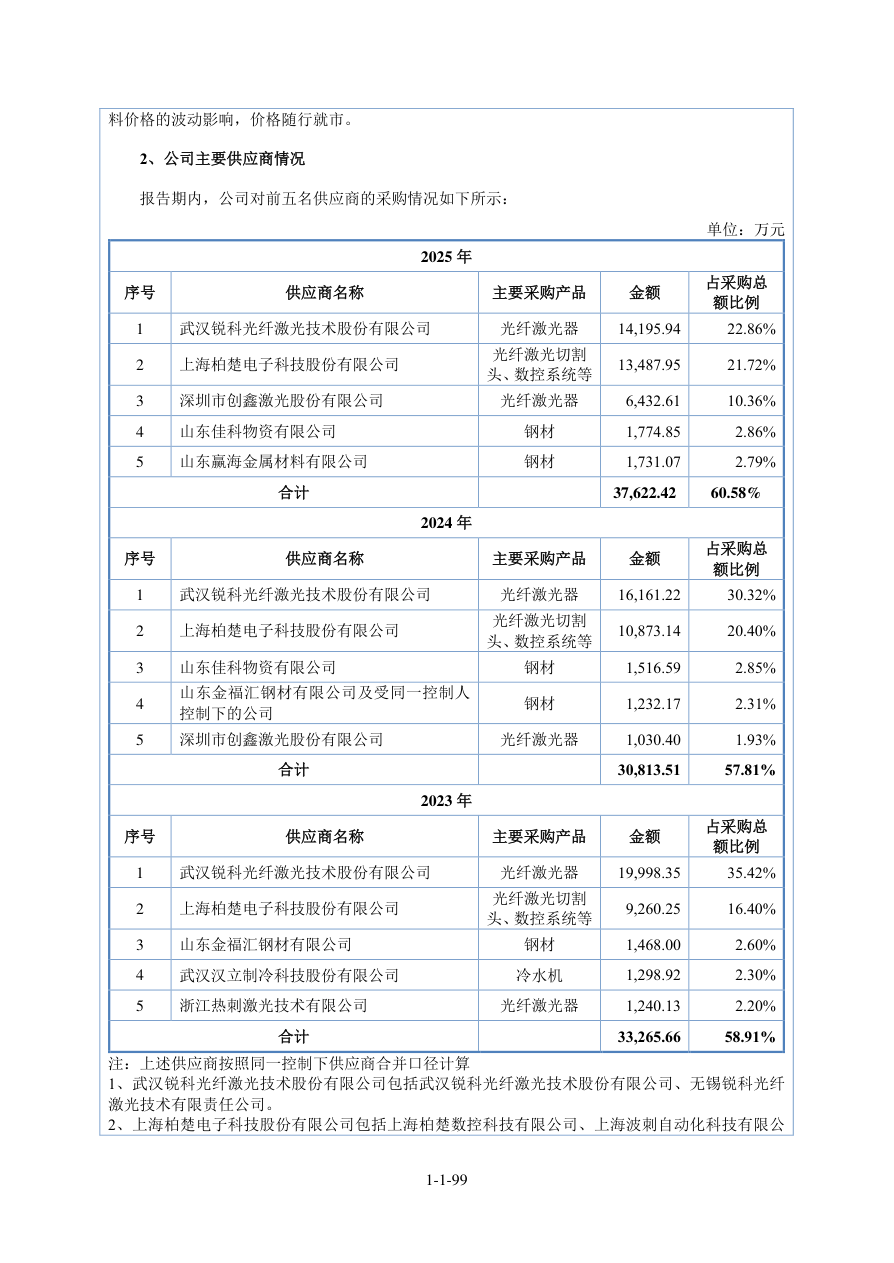 料价格的波动影响，价格随行就市。
2、公司主要供应商情况
报告期内，公司对前五名供应商的采购情况如下所示：
单位：万元
2025 年
序号 供应商名称 主要采购产品 金额 占采购总额比例
1 武汉锐科光纤激光技术股份有限公司 光纤激光器 14,195.94 22.86%
2 上海柏楚电子科技股份有限公司 光纤激光切割头、数控系统等 13,487.95 21.72%
3 深圳市创鑫激光股份有限公司 光纤激光器 6,432.61 10.36%
4 山东佳科物资有限公司 钢材 1,774.85 2.86%
5 山东赢海金属材料有限公司 钢材 1,731.07 2.79%
合计 37,622.42 60.58%
2024 年
序号 供应商名称 主要采购产品 金额 占采购总额比例
1 武汉锐科光纤激光技术股份有限公司 光纤激光器 16,161.22 30.32%
2 上海柏楚电子科技股份有限公司 光纤激光切割头、数控系统等 10,873.14 20.40%
3 山东佳科物资有限公司 钢材 1,516.59 2.85%
4 山东金福汇钢材有限公司及受同一控制人控制下的公司 钢材 1,232.17 2.31%
5 深圳市创鑫激光股份有限公司 光纤激光器 1,030.40 1.93%
合计 30,813.51 57.81%
2023 年
序号 供应商名称 主要采购产品 金额 占采购总额比例
1 武汉锐科光纤激光技术股份有限公司 光纤激光器 19,998.35 35.42%
2 上海柏楚电子科技股份有限公司 光纤激光切割头、数控系统等 9,260.25 16.40%
3 山东金福汇钢材有限公司 钢材 1,468.00 2.60%
4 武汉汉立制冷科技股份有限公司 冷水机 1,298.92 2.30%
5 浙江热刺激光技术有限公司 光纤激光器 1,240.13 2.20%
合计 33,265.66 58.91%
注：上述供应商按照同一控制下供应商合并口径计算
1、武汉锐科光纤激光技术股份有限公司包括武汉锐科光纤激光技术股份有限公司、无锡锐科光纤
激光技术有限责任公司。
2、上海柏楚电子科技股份有限公司包括上海柏楚数控科技有限公司、上海波刺自动化科技有限公
1-1-99